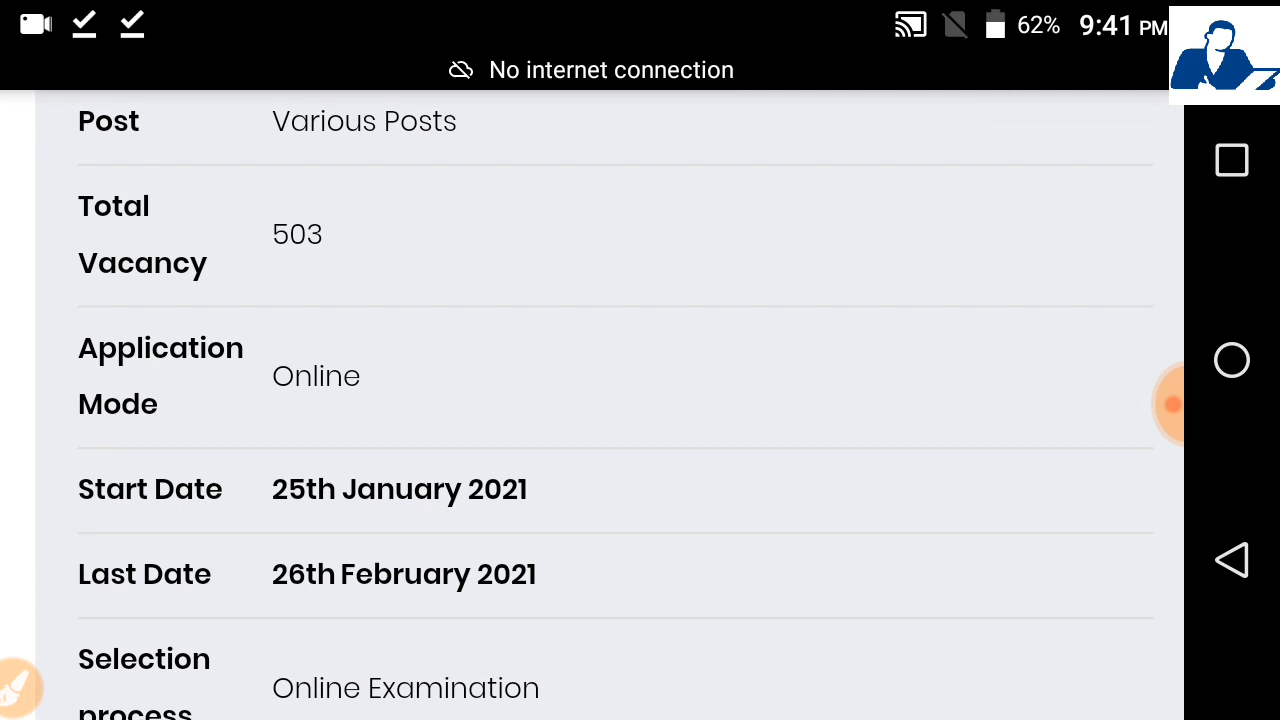 62% 9:41 PM
No internet connection
Post Various Posts
Total
Vacancy
503
Application
Mode
Online
Start Date 25th January 2021
Last Date 26th February 2021
Selection
process
Online Examination